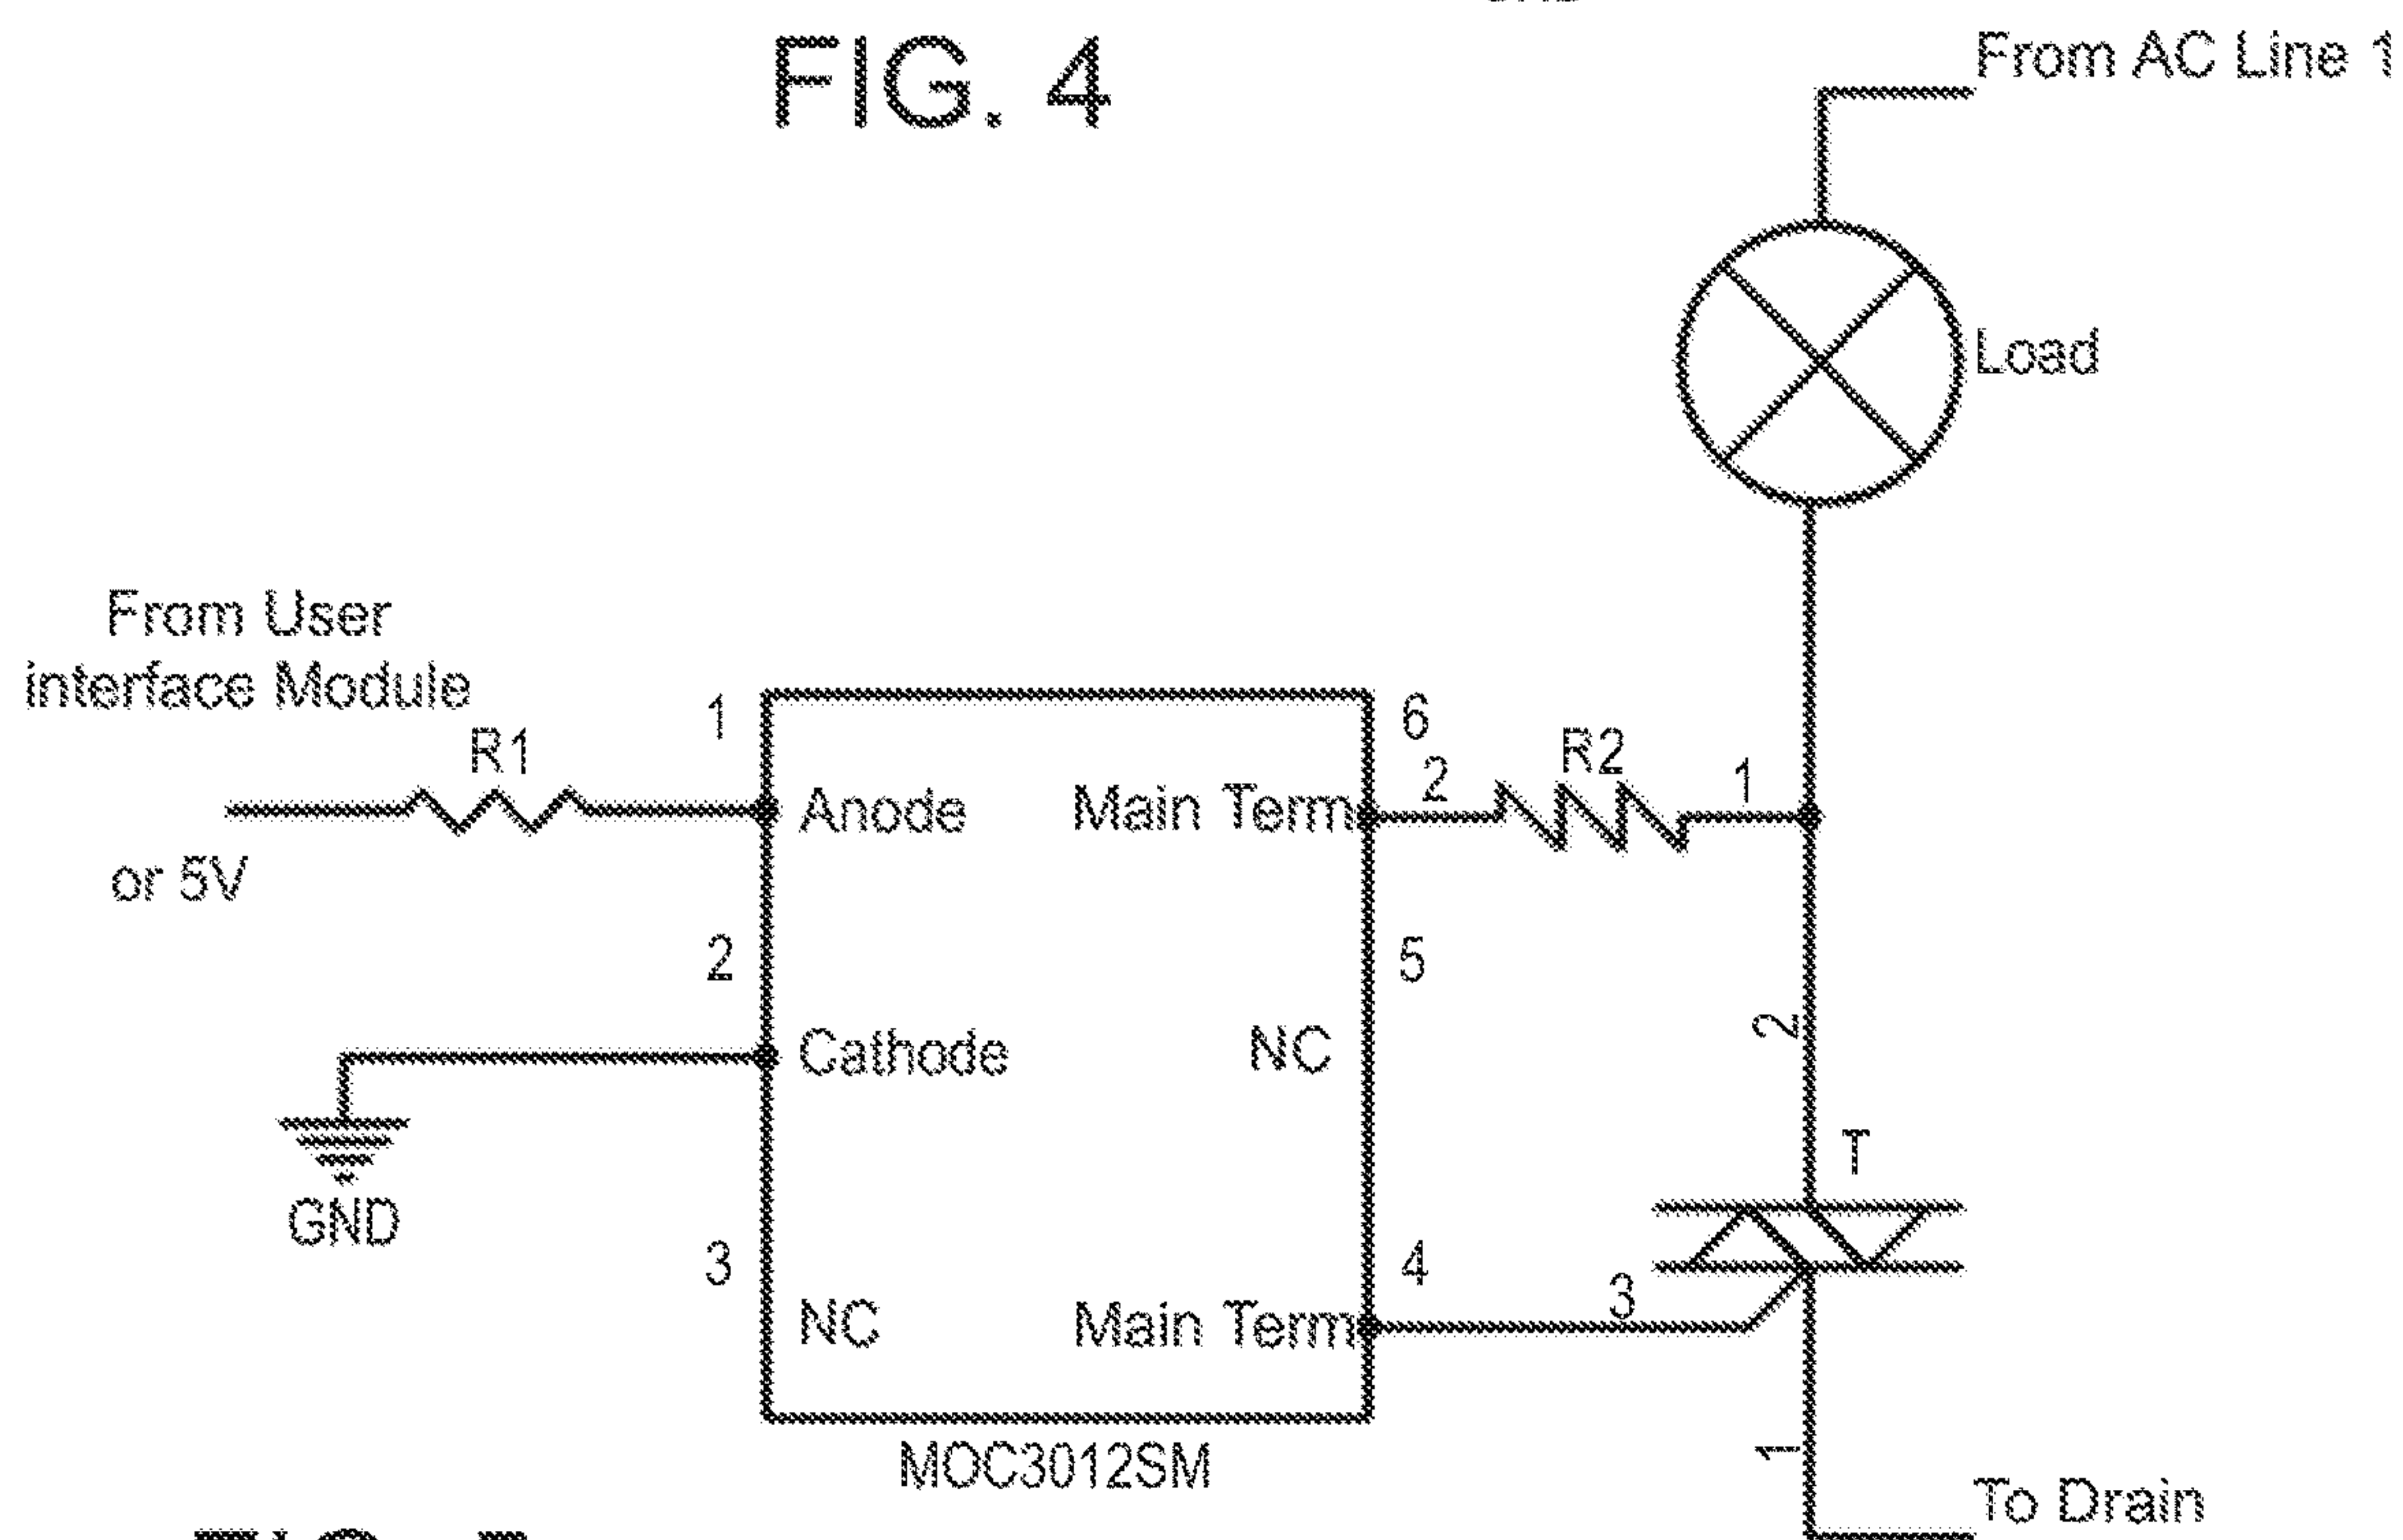 FIG. 4
From AC Line 1
Load
From User
interface Module
R1
or 5V
1
2
3
GND
Anode
Cathode
NC
Main Term
NC
Main Term
6
5
4
2
R2
1
2
T
3
1
MOC3012SM
To Drain